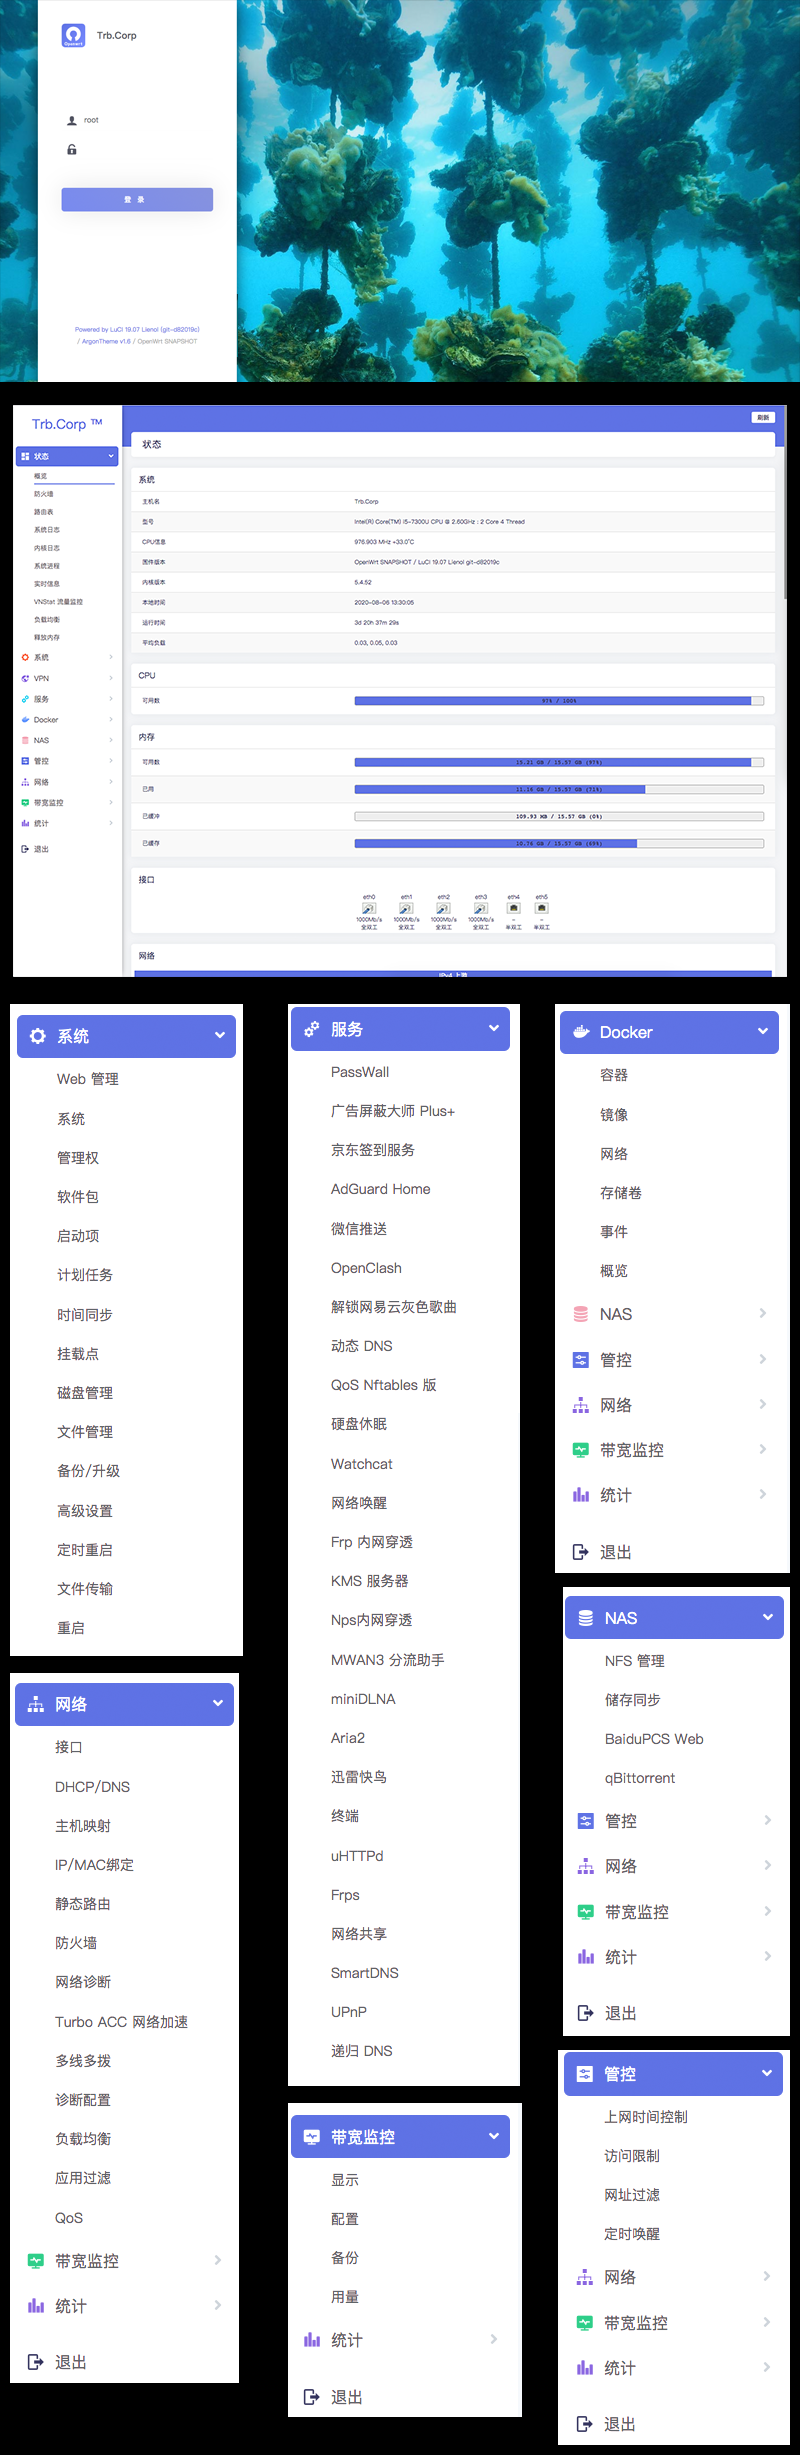 Openwrt
Trb.Corp
root
登 录
Powered by LuCI 19.07 Lienol (git-d82019c)
/ ArgonTheme v1.6 / OpenWrt SNAPSHOT
Trb.Corp ™
刷新
状态
概览
防火墙
路由表
系统日志
内核日志
系统进程
实时信息
VNStat 流量监控
负载均衡
释放内存
系统
VPN
服务
Docker
NAS
管控
网络
带宽监控
统计
退出
状态
系统
主机名 Trb.Corp
型号 Intel(R) Core(TM) i5-7300U CPU @ 2.60GHz : 2 Core 4 Thread
CPU信息 976.903 MHz +33.0°C
固件版本 OpenWrt SNAPSHOT / LuCI 19.07 Lienol git-d82019c
内核版本 5.4.52
本地时间 2020-08-06 13:30:05
运行时间 3d 20h 37m 29s
平均负载 0.03, 0.05, 0.03
CPU
可用数 97% / 100%
内存
可用数 15.21 GB / 15.57 GB (97%)
已用 11.16 GB / 15.57 GB (71%)
已缓冲 109.93 MB / 15.57 GB (0%)
已缓存 10.76 GB / 15.57 GB (69%)
接口
eth0 eth1 eth2 eth3 eth4 eth5
1000Mb/s 1000Mb/s 1000Mb/s 1000Mb/s - -
全双工 全双工 全双工 全双工 半双工 半双工
网络
IPv4 上游
系统
Web 管理
系统
管理权
软件包
启动项
计划任务
时间同步
挂载点
磁盘管理
文件管理
备份/升级
高级设置
定时重启
文件传输
重启
网络
接口
DHCP/DNS
主机映射
IP/MAC绑定
静态路由
防火墙
网络诊断
Turbo ACC 网络加速
多线多拨
诊断配置
负载均衡
应用过滤
QoS
带宽监控
统计
退出
服务
PassWall
广告屏蔽大师 Plus+
京东签到服务
AdGuard Home
微信推送
OpenClash
解锁网易云灰色歌曲
动态 DNS
QoS Nftables 版
硬盘休眠
Watchcat
网络唤醒
Frp 内网穿透
KMS 服务器
Nps内网穿透
MWAN3 分流助手
miniDLNA
Aria2
迅雷快鸟
终端
uHTTPd
Frps
网络共享
SmartDNS
UPnP
递归 DNS
带宽监控
显示
配置
备份
用量
统计
退出
Docker
容器
镜像
网络
存储卷
事件
概览
NAS
管控
网络
带宽监控
统计
退出
NAS
NFS 管理
储存同步
BaiduPCS Web
qBittorrent
管控
网络
带宽监控
统计
退出
管控
上网时间控制
访问限制
网址过滤
定时唤醒
网络
带宽监控
统计
退出